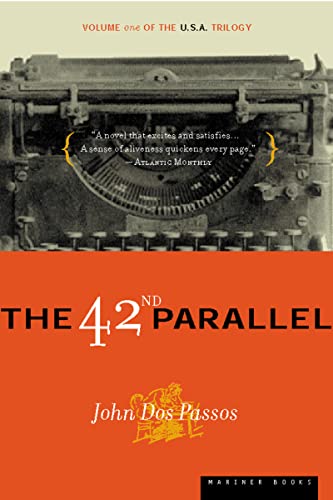 VOLUME one OF THE U.S.A. TRILOGY
"A novel that excites and satisfies...
A sense of aliveness quickens every page."
— ATLANTIC MONTHLY
THE 42ND PARALLEL
John Dos Passos
MARINER BOOKS